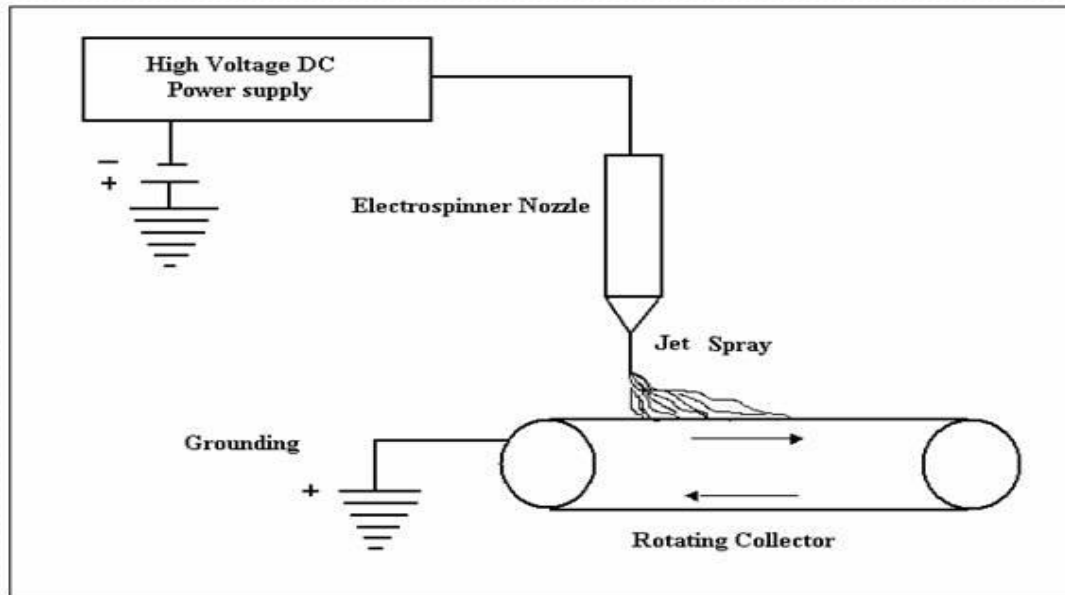 High Voltage DC
Power supply
−
+
Electrospinner Nozzle
Jet Spray
Grounding
+
Rotating Collector